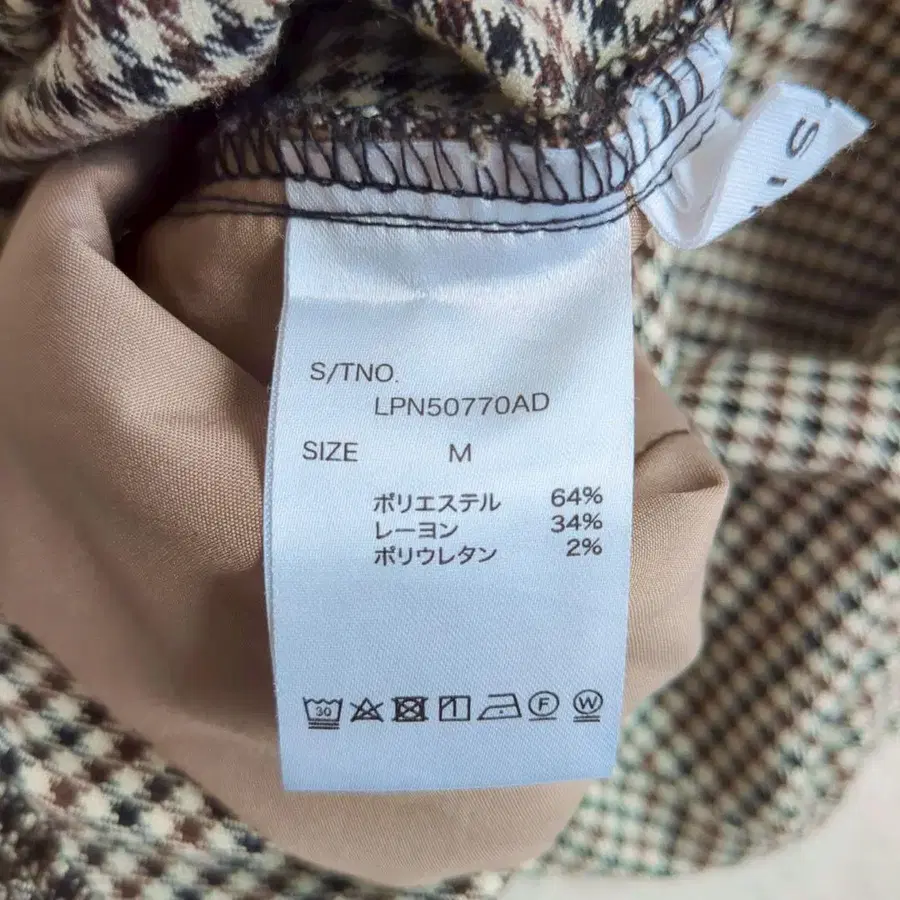 S/TNO.
LPN50770AD
SIZE M
ポリエステル 64%
レーヨン 34%
ポリウレタン 2%
30 F W